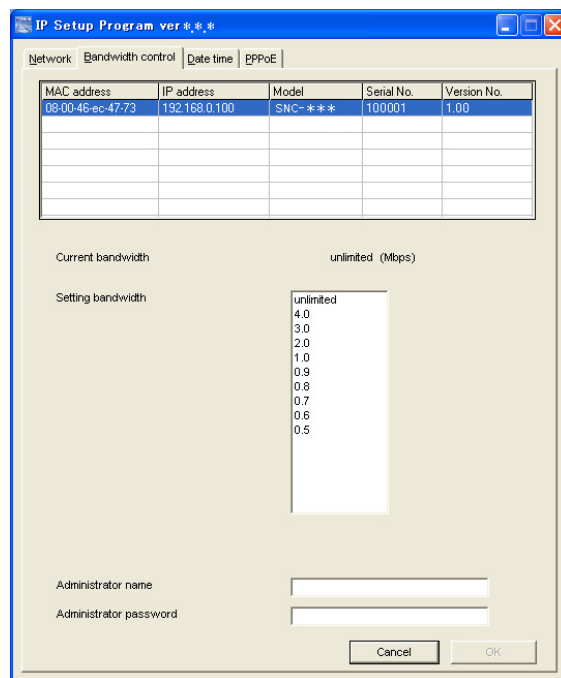 IP Setup Program ver*.*.*
Network Bandwidth control Date time PPPoE
MAC address IP address Model Serial No. Version No.
08-00-46-ec-47-73 192.168.0.100 SNC-*** 100001 1.00
Current bandwidth unlimited (Mbps)
Setting bandwidth
unlimited
4.0
3.0
2.0
1.0
0.9
0.8
0.7
0.6
0.5
Administrator name
Administrator password
Cancel OK